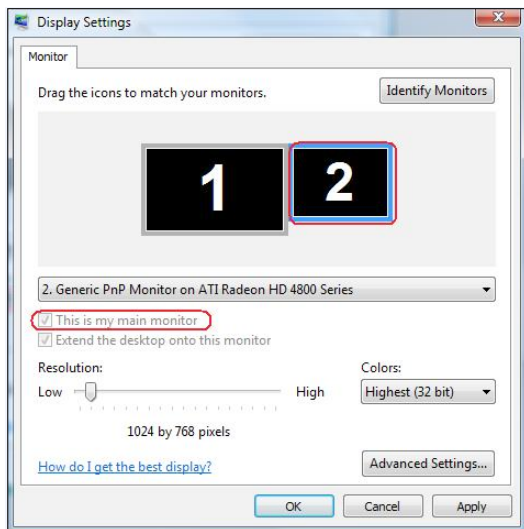 Display Settings
Monitor
Drag the icons to match your monitors.
Identify Monitors
1
2
2. Generic PnP Monitor on ATI Radeon HD 4800 Series
This is my main monitor
Extend the desktop onto this monitor
Resolution:
Colors:
Low
High
Highest (32 bit)
1024 by 768 pixels
How do I get the best display?
Advanced Settings...
OK
Cancel
Apply